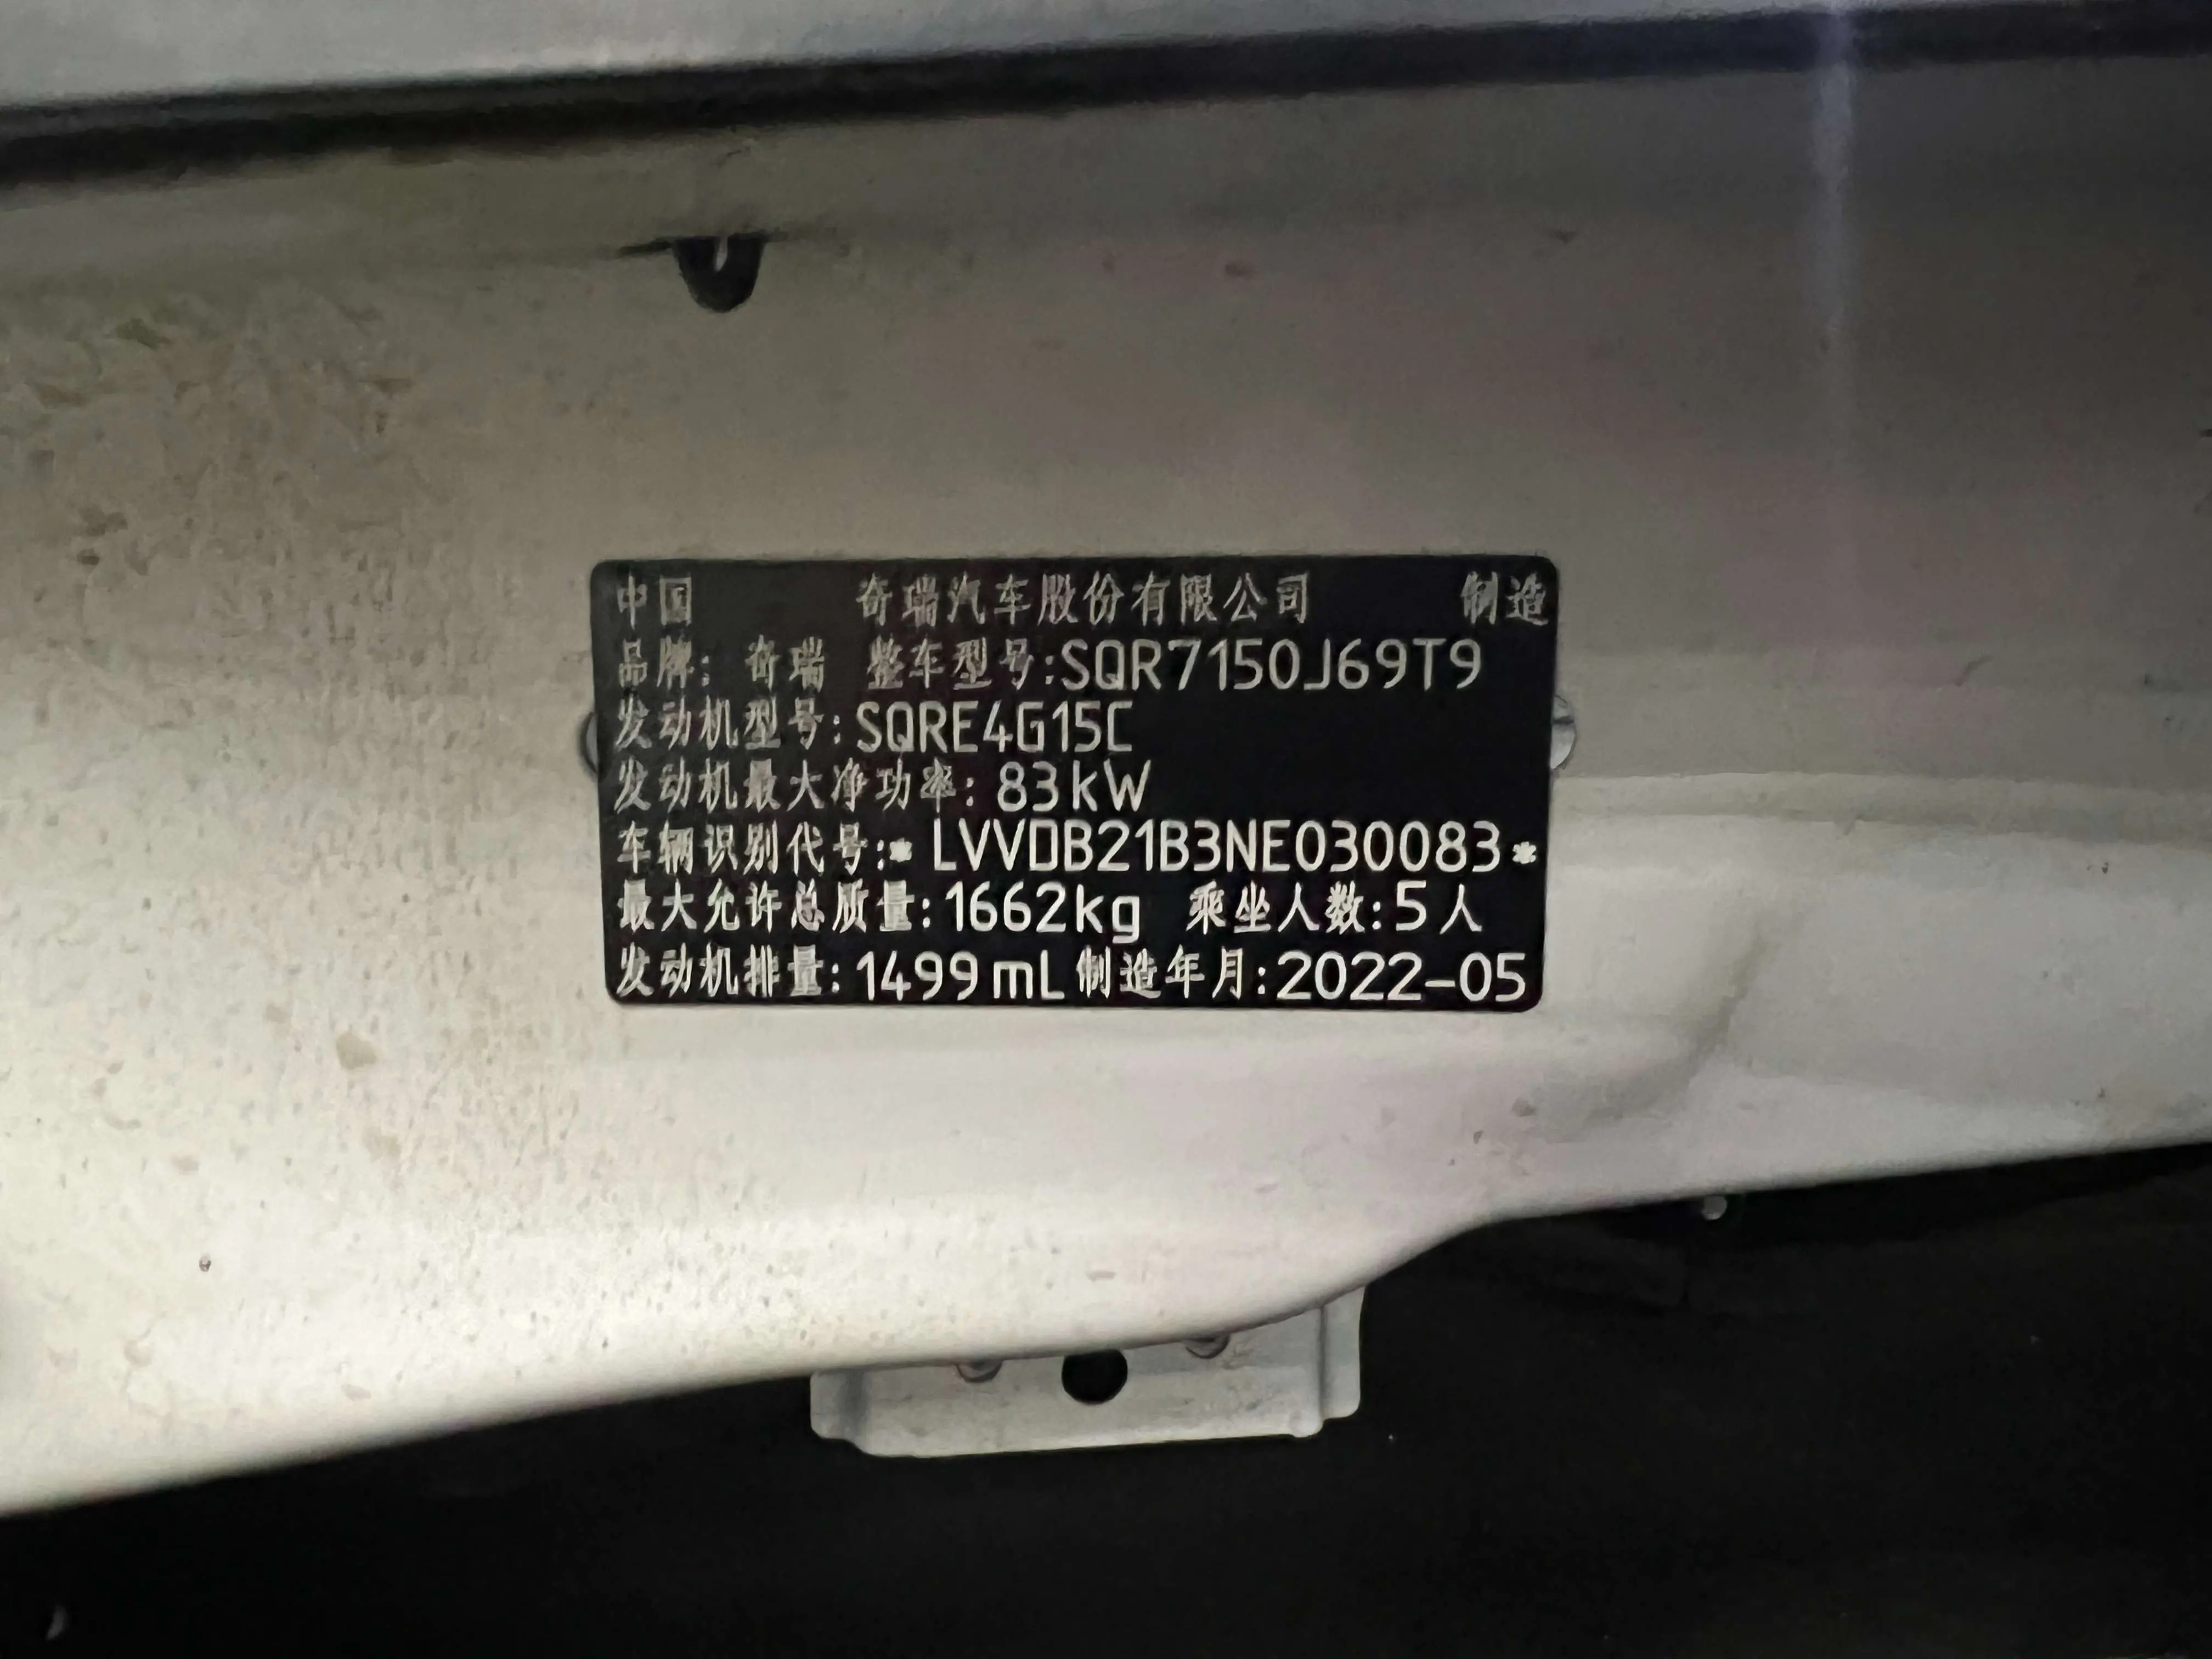 中国 奇瑞汽车股份有限公司 制造
品牌: 奇瑞 整车型号:SQR7150J69T9
发动机型号:SQRE4G15C
发动机最大净功率: 83kW
车辆识别代号:* LVVDB21B3NE030083*
最大允许总质量:1662kg 乘坐人数:5人
发动机排量:1499mL 制造年月:2022-05